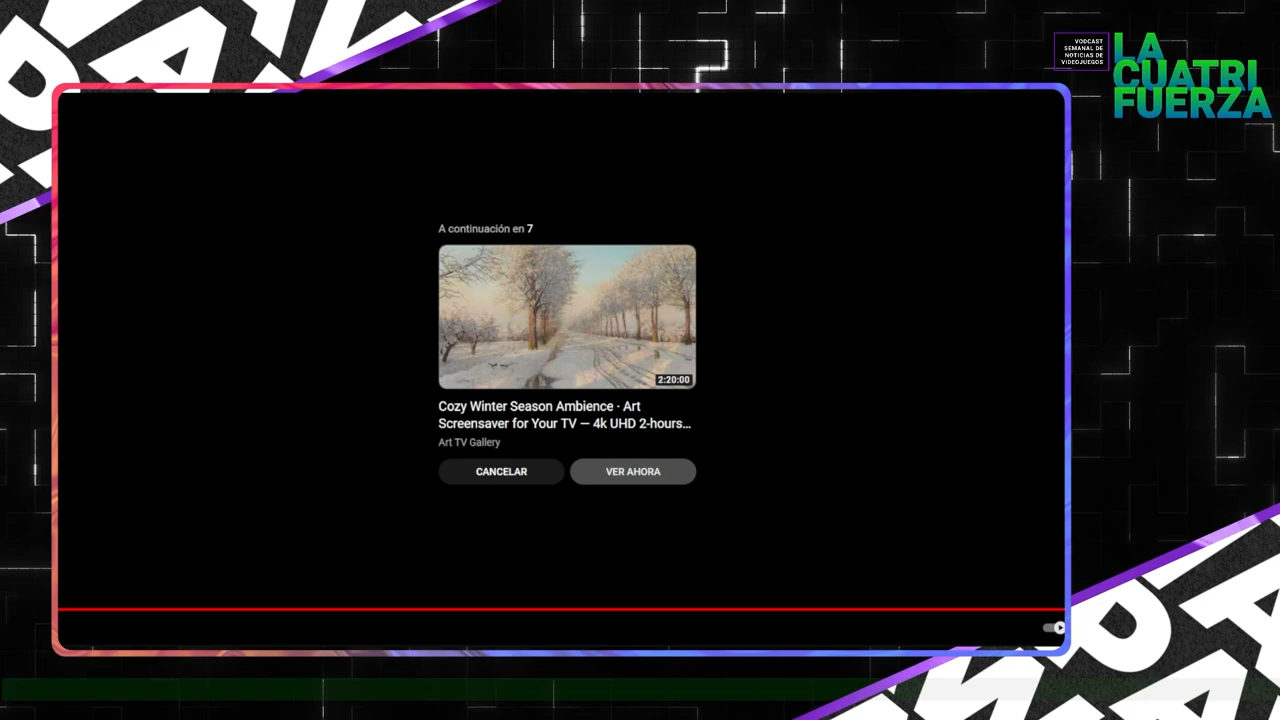 VODCAST
SEMANAL DE
NOTICIAS DE
VIDEOJUEGOS
LA
CUATRI
FUERZA
A continuación en 7
2:20:00
Cozy Winter Season Ambience · Art
Screensaver for Your TV — 4k UHD 2-hours...
Art TV Gallery
CANCELAR
VER AHORA